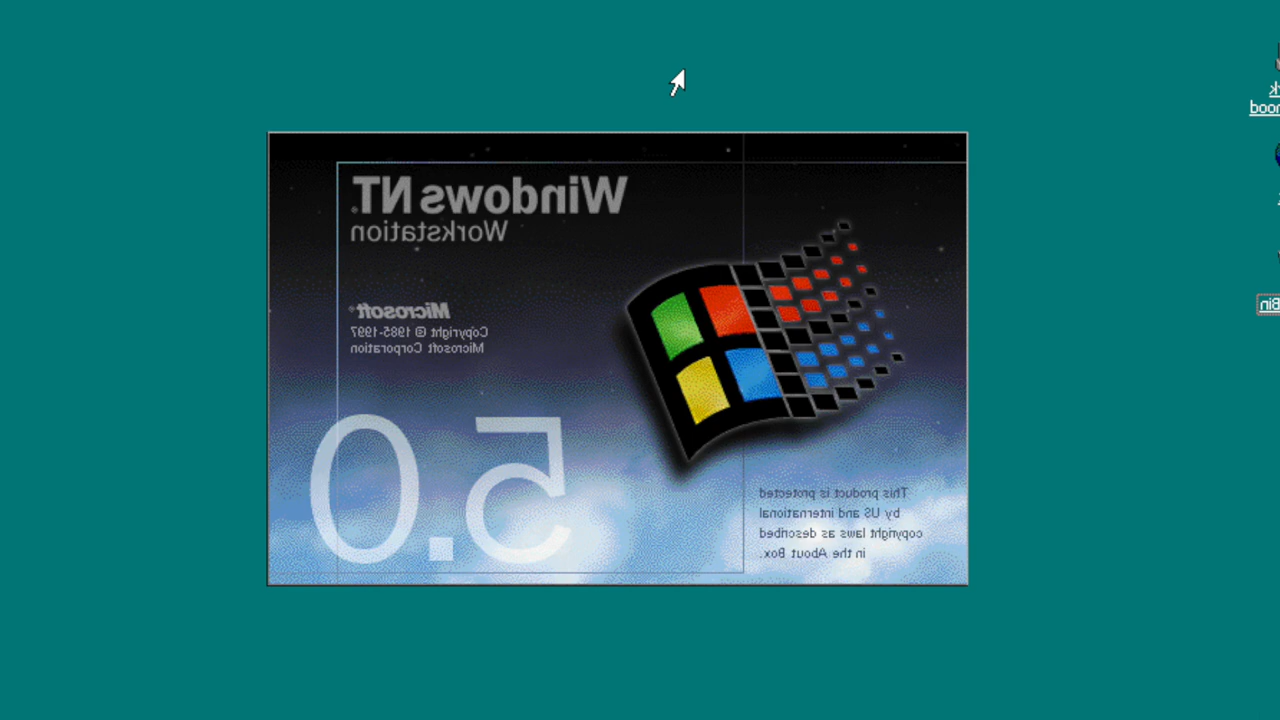 Windows NT
Workstation
Microsoft®
Copyright © 1985-1997
Microsoft Corporation
5.0
This product is protected
by US and international
copyright laws as described
in the About Box.
Bin